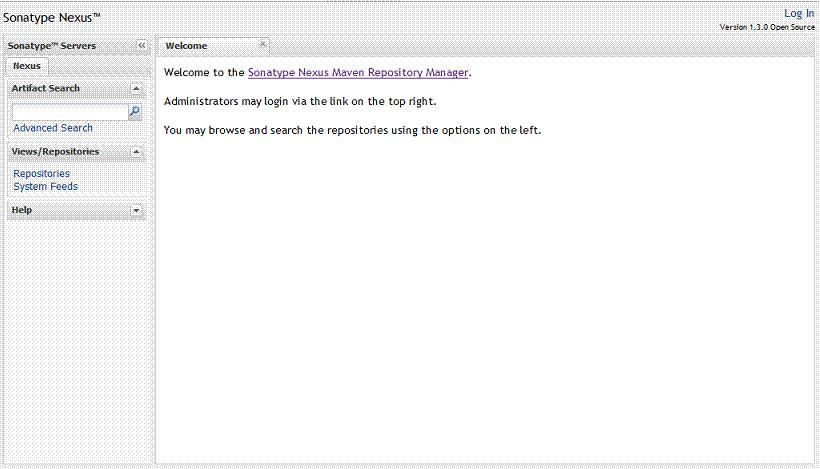 Sonatype Nexus™
Log In
Version 1.3.0 Open Source
Sonatype™ Servers
Nexus
Artifact Search
Advanced Search
Views/Repositories
Repositories
System Feeds
Help
Welcome
Welcome to the Sonatype Nexus Maven Repository Manager.
Administrators may login via the link on the top right.
You may browse and search the repositories using the options on the left.